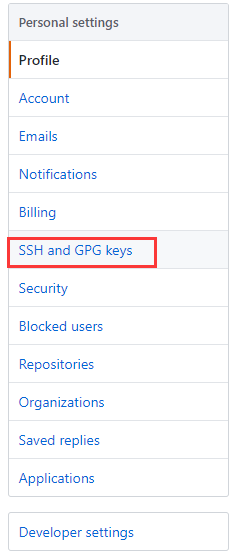 Personal settings
Profile
Account
Emails
Notifications
Billing
SSH and GPG keys
Security
Blocked users
Repositories
Organizations
Saved replies
Applications
Developer settings